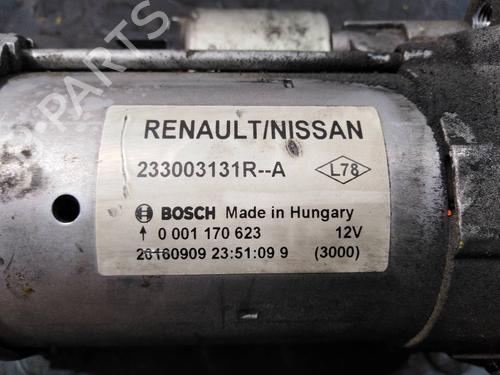 RENAULT/NISSAN
233003131R--A L78
BOSCH Made in Hungary
↑ 0 001 170 623 12V
20160909 23:51:09 9 (3000)